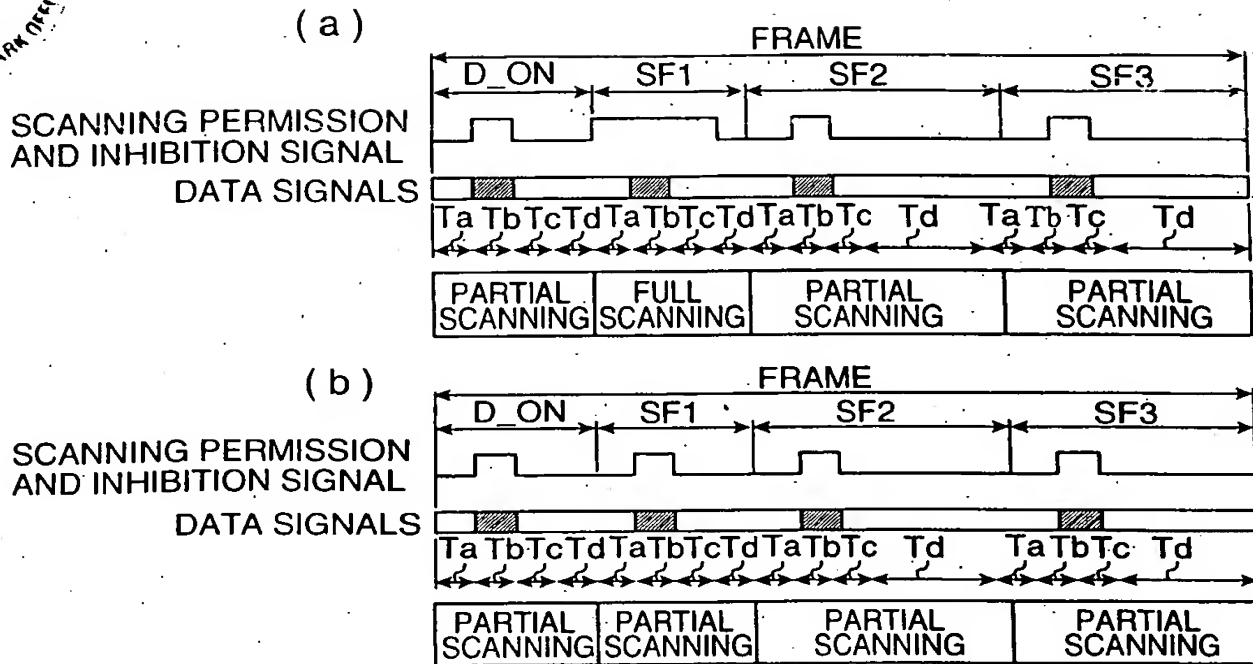 (a)
FRAME
D_ON SF1 SF2 SF3
SCANNING PERMISSION
AND INHIBITION SIGNAL
DATA SIGNALS
Ta Tb Tc Td Ta Tb Tc Td Ta Tb Tc Td Ta Tb Tc Td
PARTIAL SCANNING FULL SCANNING PARTIAL SCANNING PARTIAL SCANNING
(b)
FRAME
D_ON SF1 SF2 SF3
SCANNING PERMISSION
AND INHIBITION SIGNAL
DATA SIGNALS
Ta Tb Tc Td Ta Tb Tc Td Ta Tb Tc Td Ta Tb Tc Td
PARTIAL SCANNING PARTIAL SCANNING PARTIAL SCANNING PARTIAL SCANNING